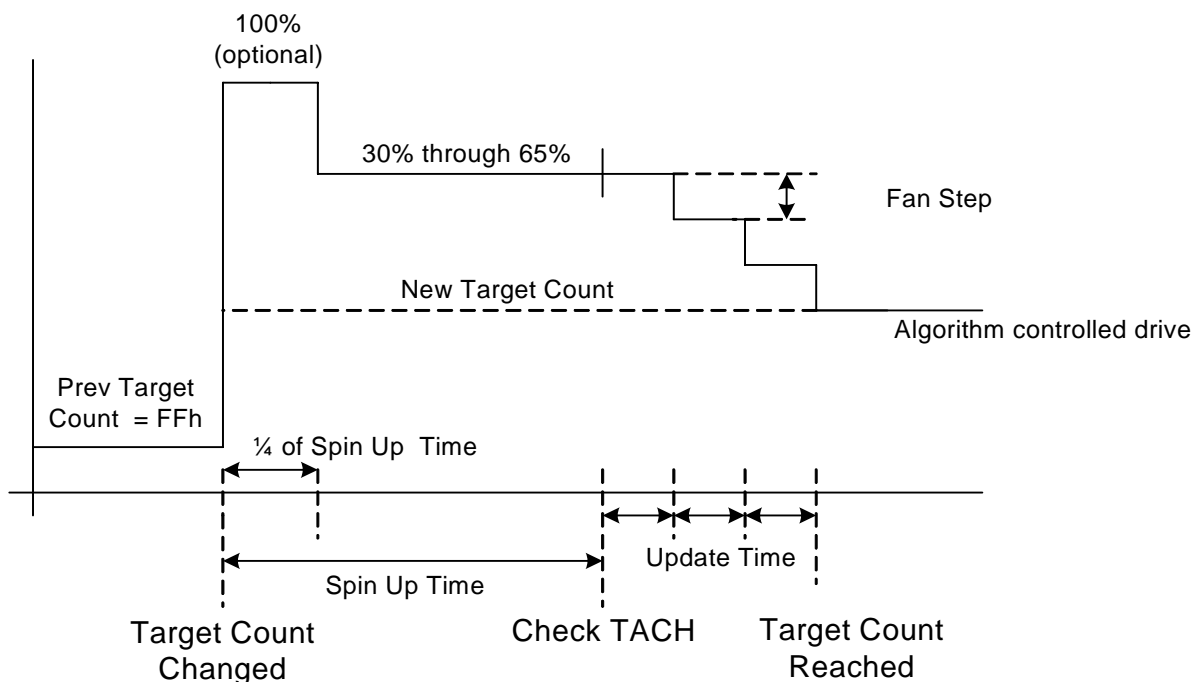 100%
(optional)
30% through 65%
Fan Step
New Target Count
Algorithm controlled drive
Prev Target
Count = FFh
¼ of Spin Up Time
Update Time
Spin Up Time
Target Count
Changed
Check TACH
Target Count
Reached